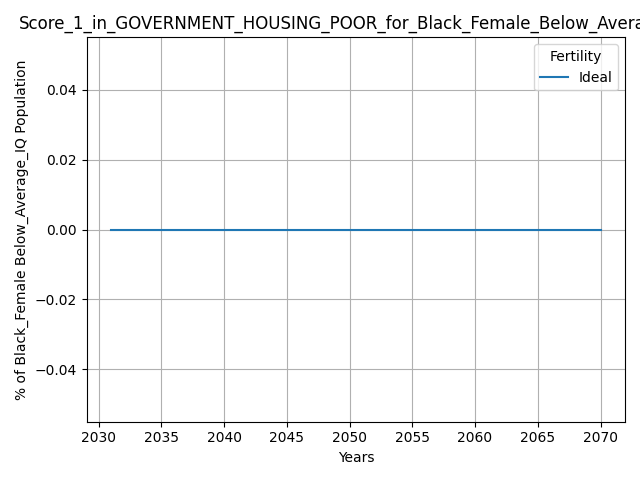 Score_1_in_GOVERNMENT_HOUSING_POOR_for_Black_Female_Below_Avera
Fertility
Ideal
% of Black_Female Below_Average_IQ Population
0.04
0.02
0.00
−0.02
−0.04
2030 2035 2040 2045 2050 2055 2060 2065 2070
Years